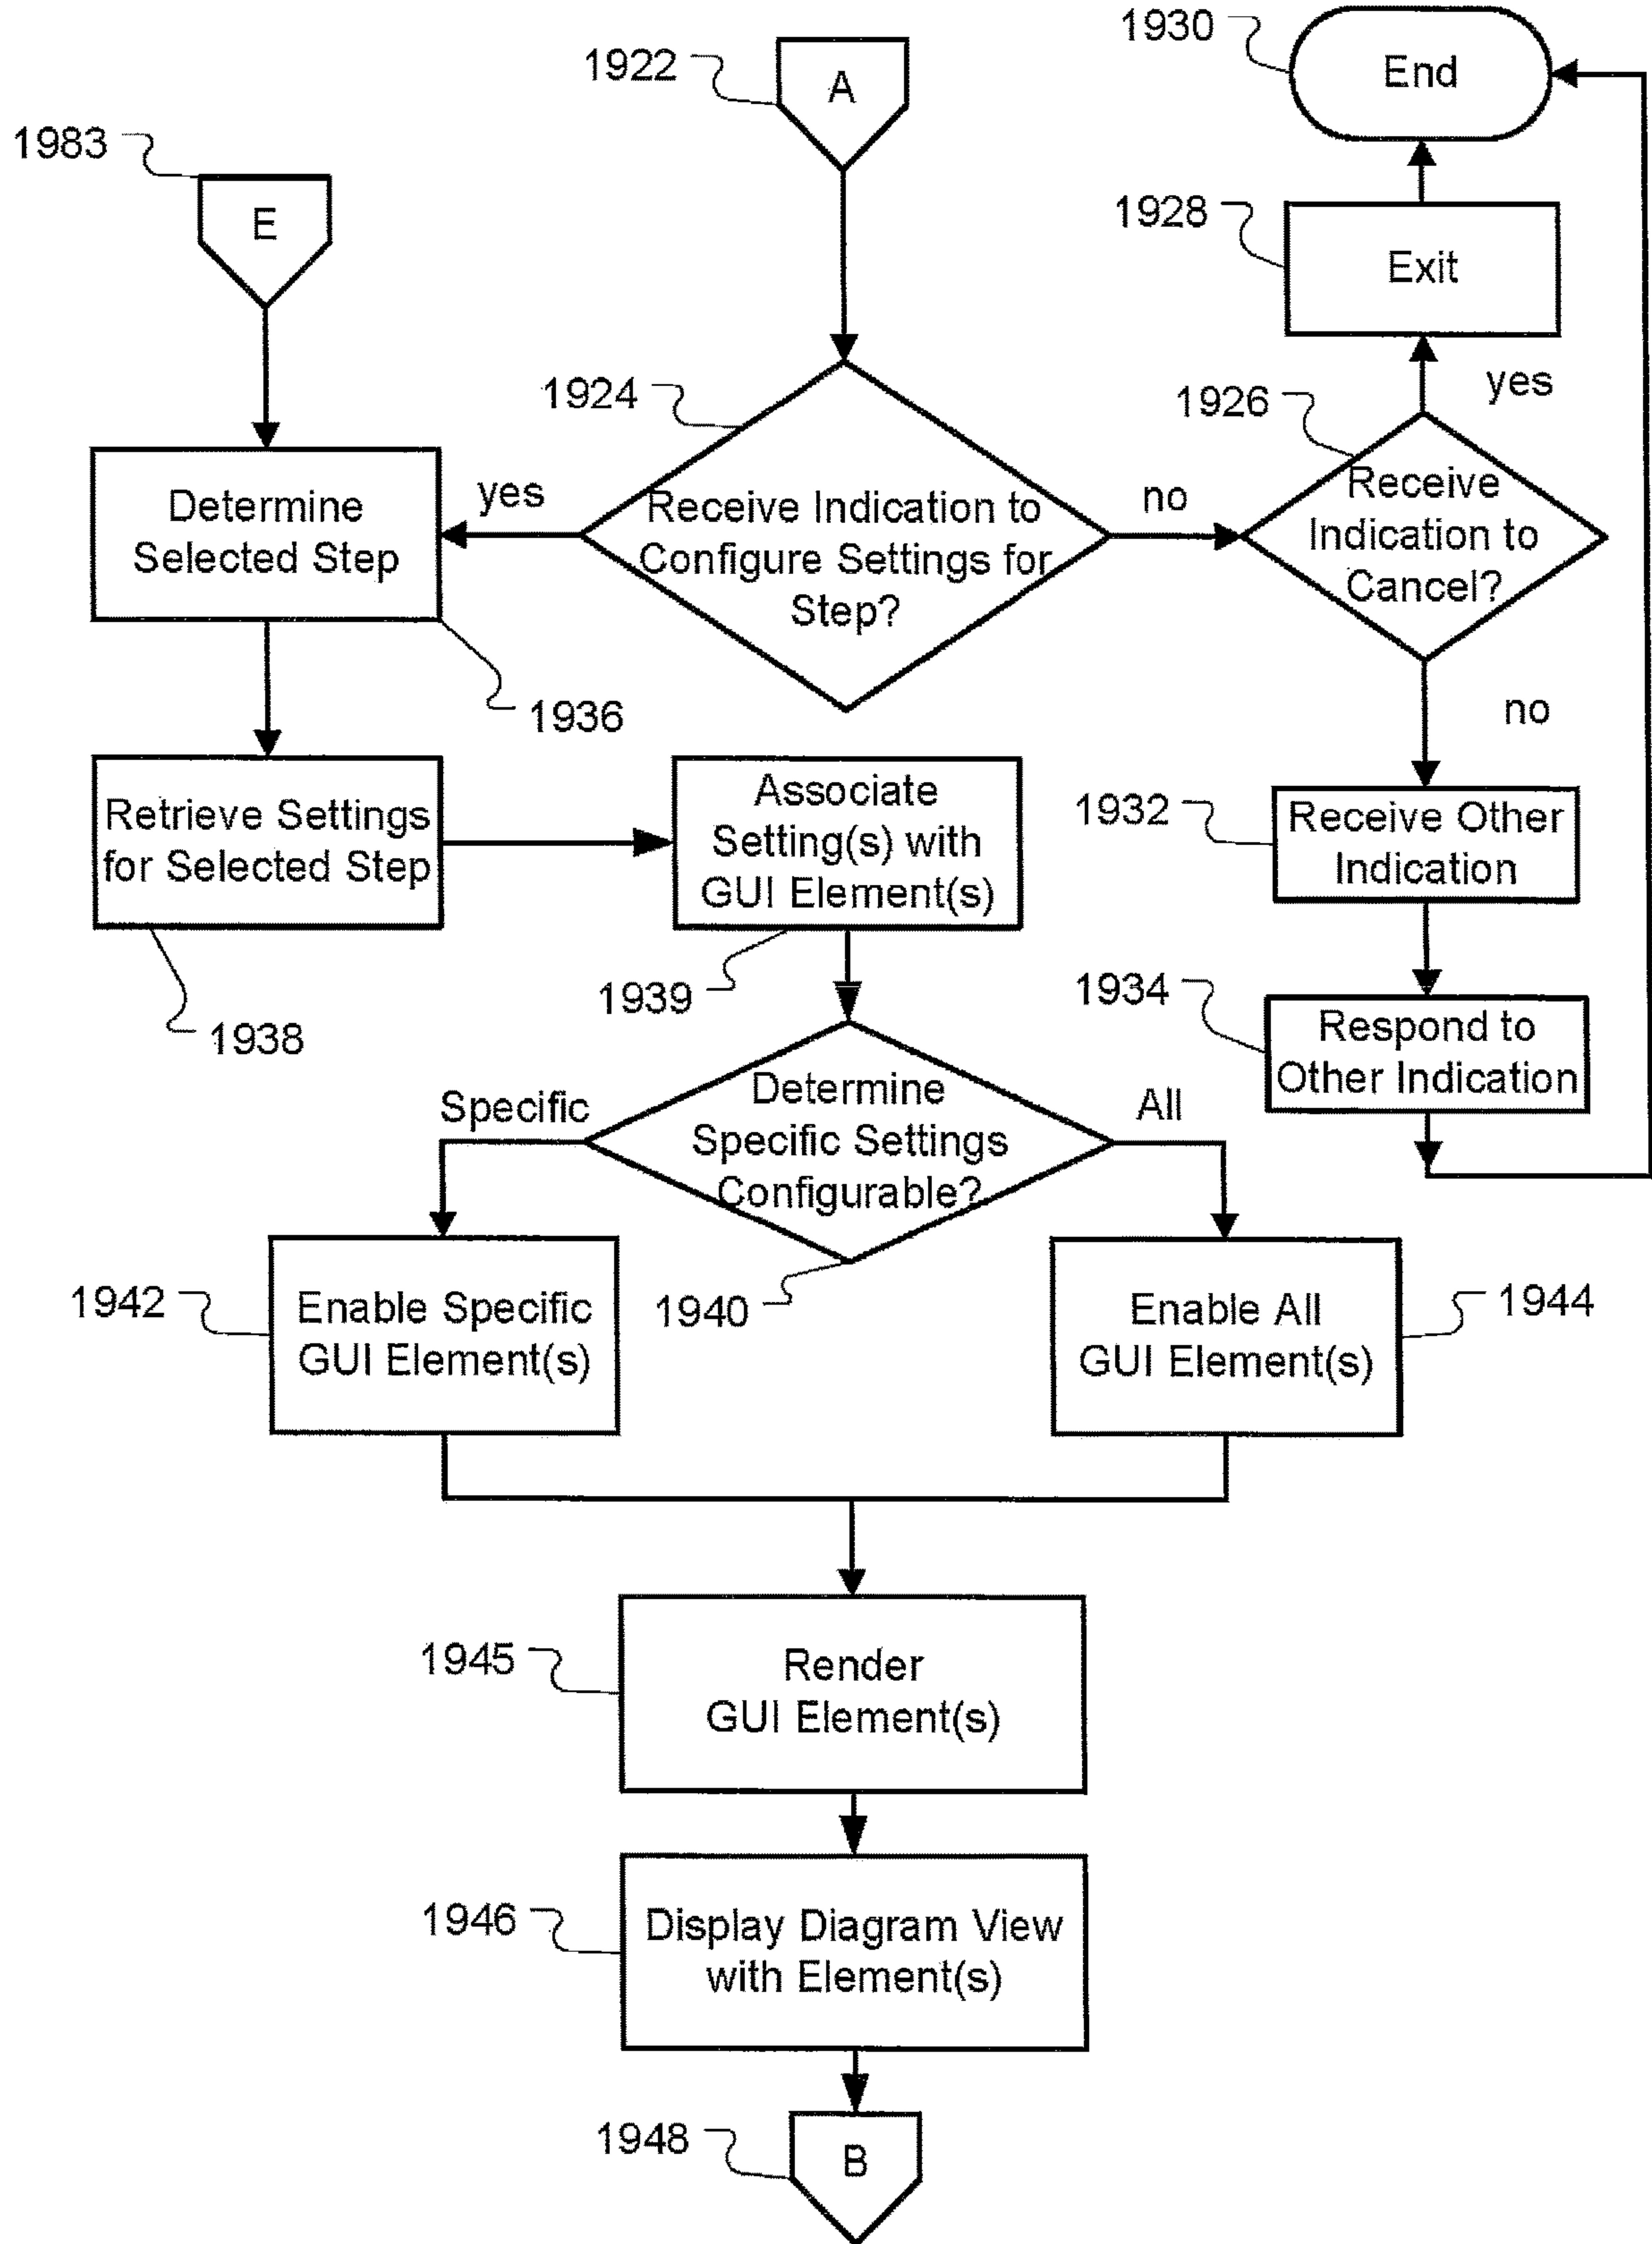 1930
End
1922
A
1983
E
1928
Exit
1924
1926
yes
yes
no
Receive
Indication to
Cancel?
Determine
Selected Step
Receive Indication to
Configure Settings for
Step?
1936
no
Retrieve Settings
for Selected Step
1938
Associate
Setting(s) with
GUI Element(s)
1939
1932
Receive Other
Indication
1934
Respond to
Other Indication
Specific
Determine
Specific Settings
Configurable?
All
1940
1942
Enable Specific
GUI Element(s)
Enable All
GUI Element(s)
1944
1945
Render
GUI Element(s)
1946
Display Diagram View
with Element(s)
1948
B